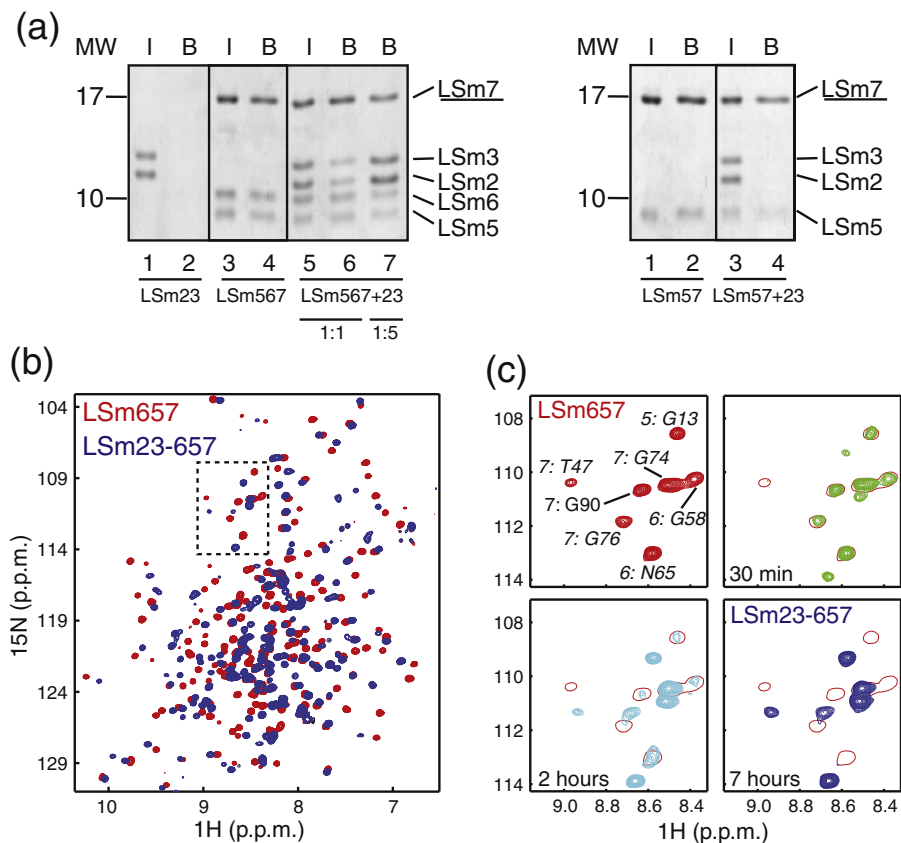 (a)
MW I B I B I B B
17
10
LSm7
LSm3
LSm2
LSm6
LSm5
1 2 3 4 5 6 7
LSm23 LSm567 LSm567+23
1:1 1:5
I B I B
17
10
LSm7
LSm3
LSm2
LSm5
1 2 3 4
LSm57 LSm57+23
MW
(b)
LSm657
LSm23-657
104
109
114
119
124
129
15N (p.p.m.)
10 9 8 7
1H (p.p.m.)
(c)
108
110
112
114
LSm657
5: G13
7: T47
7: G74
7: G90
6: G58
7: G76
6: N65
30 min
108
110
112
114
2 hours
LSm23-657
7 hours
9.0 8.8 8.6 8.4
9.0 8.8 8.6 8.4
1H (p.p.m.)